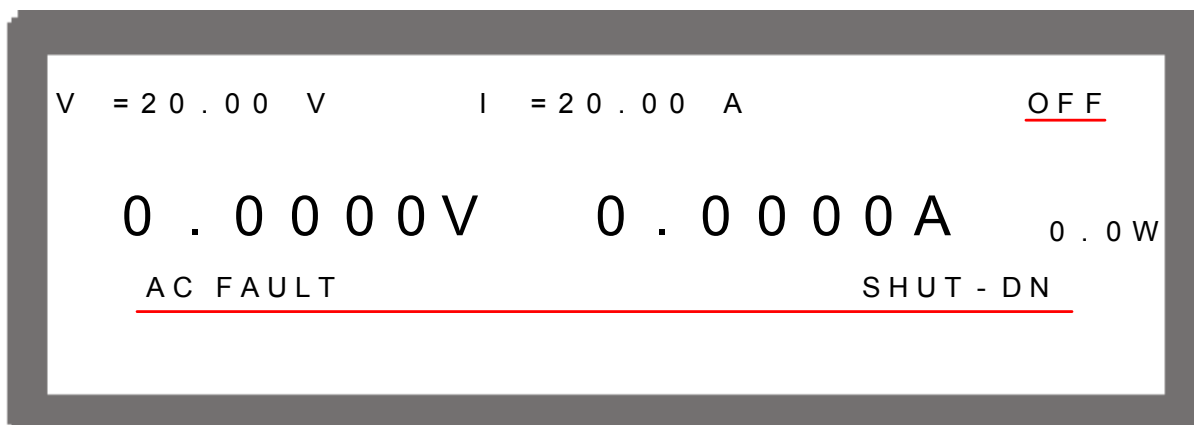 V =20.00 V I =20.00 A OFF
0.0000V 0.0000A 0.0W
AC FAULT SHUT-DN